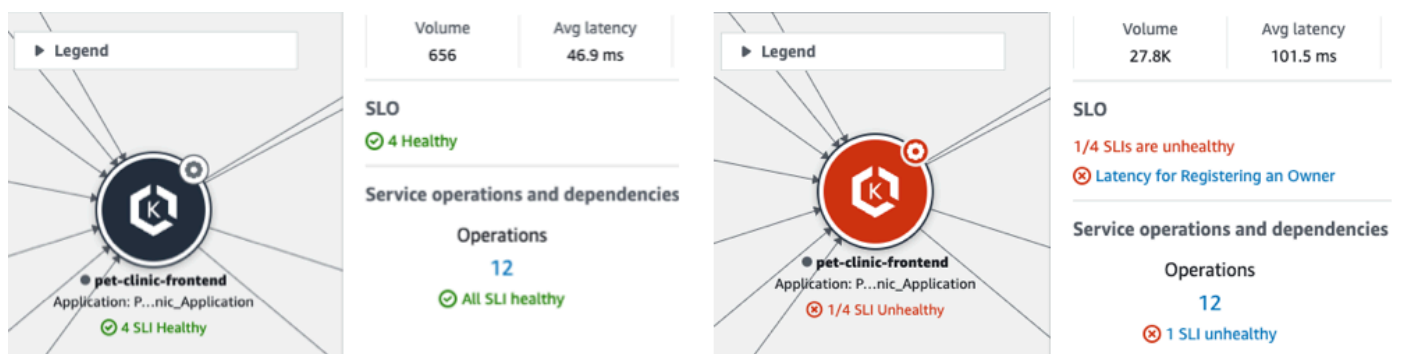 Legend
K
pet-clinic-frontend
Application: P...nic_Application
4 SLI Healthy
Volume
656
Avg latency
46.9 ms
SLO
4 Healthy
Service operations and dependencies
Operations
12
All SLI healthy
Legend
K
pet-clinic-frontend
Application: P...nic_Application
1/4 SLI Unhealthy
Volume
27.8K
Avg latency
101.5 ms
SLO
1/4 SLIs are unhealthy
Latency for Registering an Owner
Service operations and dependencies
Operations
12
1 SLI unhealthy